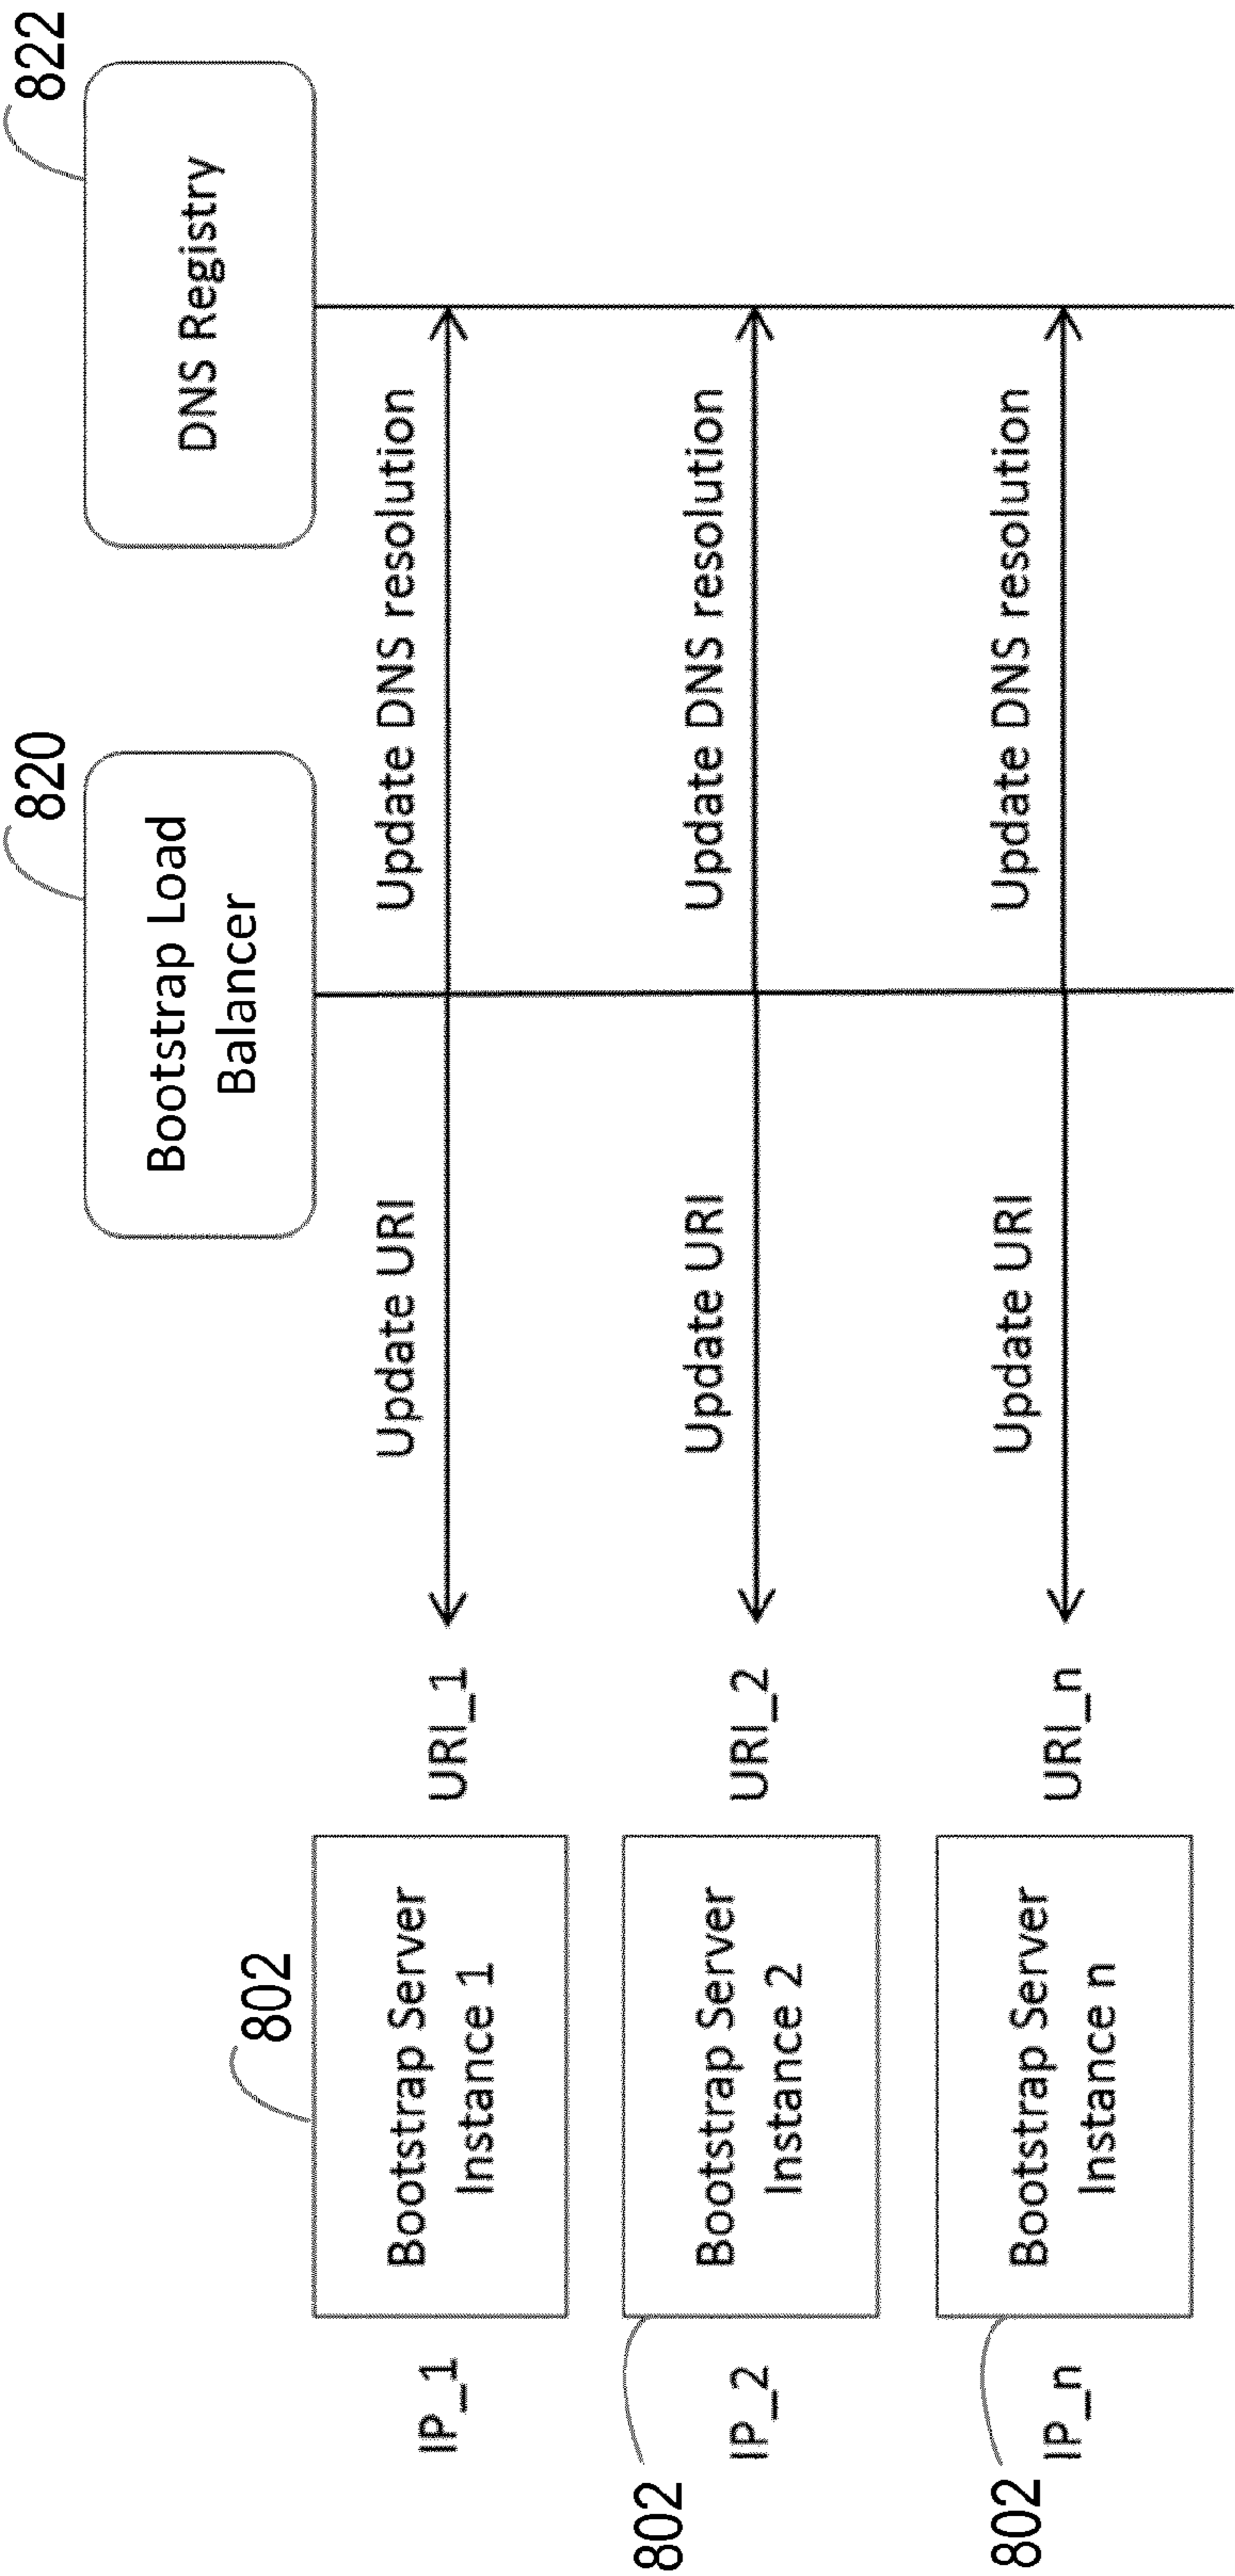 820
822
Bootstrap Load
Balancer
DNS Registry
802
IP_1
Bootstrap Server
Instance 1
URI_1
Update URI
Update DNS resolution
802
IP_2
Bootstrap Server
Instance 2
URI_2
Update URI
Update DNS resolution
802
IP_n
Bootstrap Server
Instance n
URI_n
Update URI
Update DNS resolution